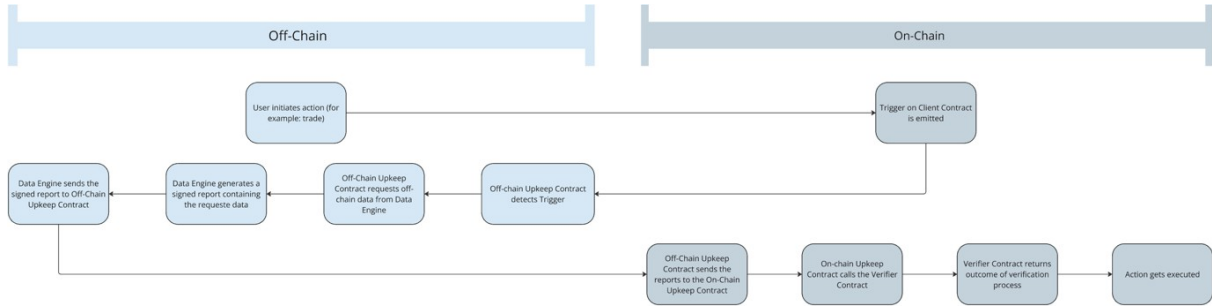 Off-Chain
On-Chain
User initiates action (for
example: trade)
Trigger on Client Contract
is emitted
Data Engine sends the
signed report to Off-Chain
Upkeep Contract
Data Engine generates a
signed report containing
the requeste data
Off-Chain Upkeep
Contract requests off-
chain data from Data
Engine
Off-chain Upkeep Contract
detects Trigger
Off-Chain Upkeep
Contract sends the
reports to the On-Chain
Upkeep Contract
On-chain Upkeep
Contract calls the Verifier
Contract
Verifier Contract returns
outcome of verification
process
Action gets executed